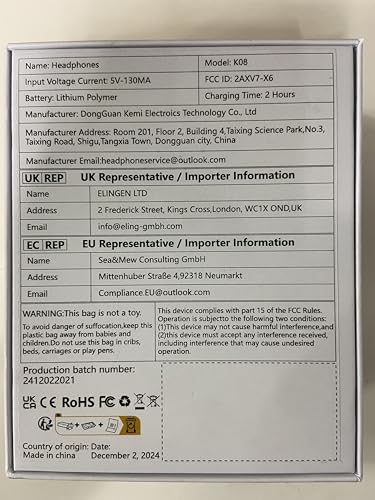 Name: Headphones Model: K08
Input Voltage Current: 5V-130MA FCC ID: 2AXV7-X6
Battery: Lithium Polymer Charging Time: 2 Hours
Manufacturer: DongGuan Kemi Electroics Technology Co., Ltd
Manufacturer Address: Room 201, Floor 2, Building 4,Taixing Science Park,No.3,
Taixing Road, Shigu,Tangxia Town, Dongguan city, China
Manufacturer Email:headphoneservice@outlook.com
UK REP UK Representative / Importer Information
Name ELINGEN LTD
Address 2 Frederick Street, Kings Cross,London, WC1X OND,UK
Email info@eling-gmbh.com
EC REP EU Representative / Importer Information
Name Sea&Mew Consulting GmbH
Address Mittenhuber Straße 4,92318 Neumarkt
Email Compliance.EU@outlook.com
WARNING:This bag is not a toy.
To avoid danger of suffocation,keep this
plastic bag away from babies and
children.Do not use this bag in cribs,
beds, carriages or play pens.
This device complies with part 15 of the FCC Rules.
Operation is subjectto the following two conditions:
(1)This device may not cause harmful interference,and
(2)this device must accept any interference received,
including interference that may cause undesired
operation.
Production batch number:
2412022021
UK CA CE RoHS FC
Country of origin: Date:
Made in china December 2, 2024